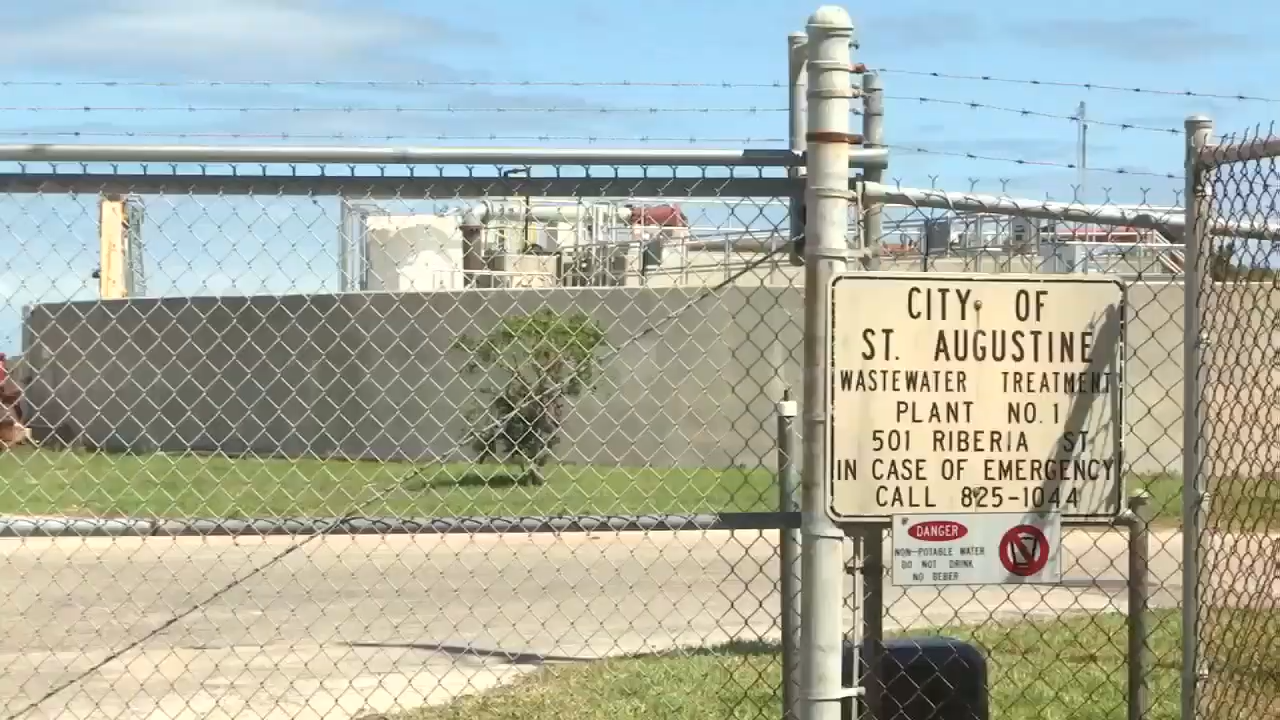 CITY OF
ST. AUGUSTINE
WASTEWATER TREATMENT
PLANT NO. 1
501 RIBERIA ST.
IN CASE OF EMERGENCY
CALL 825-1044
DANGER
NON-POTABLE WATER
DO NOT DRINK
NO BEBER